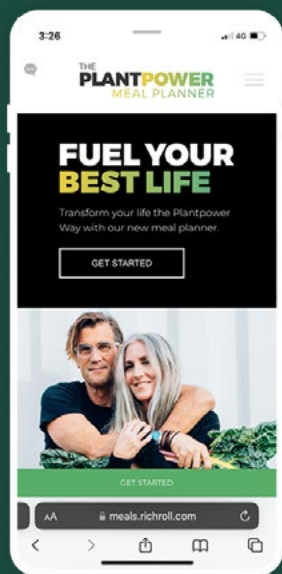 3:26
4G
THE
PLANTPOWER
MEAL PLANNER
FUEL YOUR
BEST LIFE
Transform your life the Plantpower
Way with our new meal planner.
GET STARTED
GET STARTED
AA
meals.richroll.com